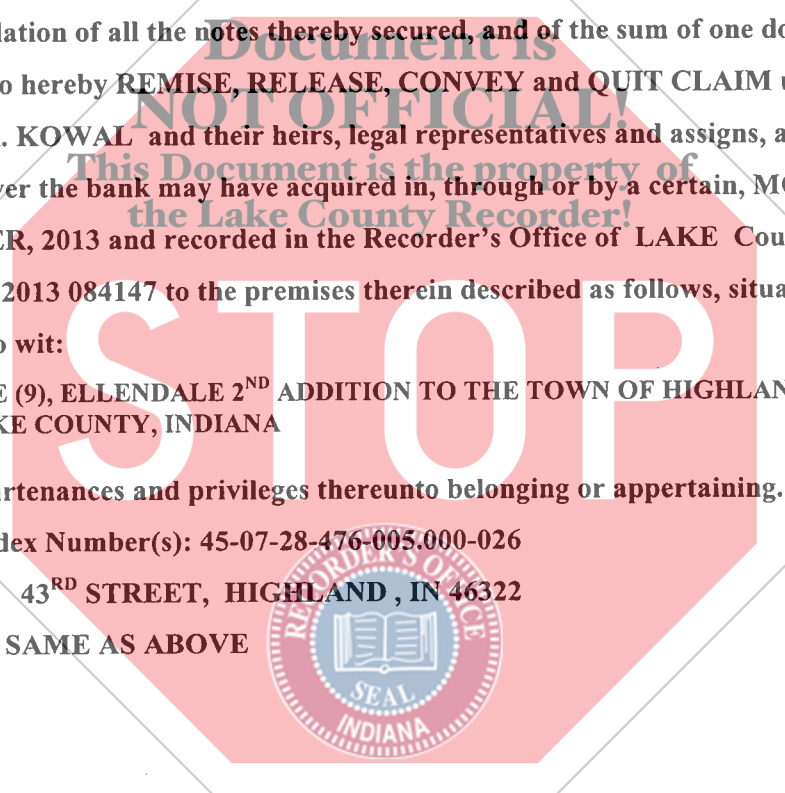 lation of all the notes thereby secured, and of the sum of one do
Document is
o hereby REMISE, RELEASE, CONVEY and QUIT CLAIM u
NOT OFFICIAL!
. KOWAL and their heirs, legal representatives and assigns, a
This Document is the property of
ver the bank may have acquired in, through or by a certain, MO
the Lake County Recorder!
ER, 2013 and recorded in the Recorder's Office of LAKE Cou
2013 084147 to the premises therein described as follows, situa
o wit:
STOP
E (9), ELLENDALE 2ND ADDITION TO THE TOWN OF HIGHLAN
KE COUNTY, INDIANA
urtenances and privileges thereunto belonging or appertaining.
dex Number(s): 45-07-28-476-005.000-026
43RD STREET, HIGHLAND , IN 46322
SAME AS ABOVE
RECORDER'S OFFICE
SEAL
INDIANA